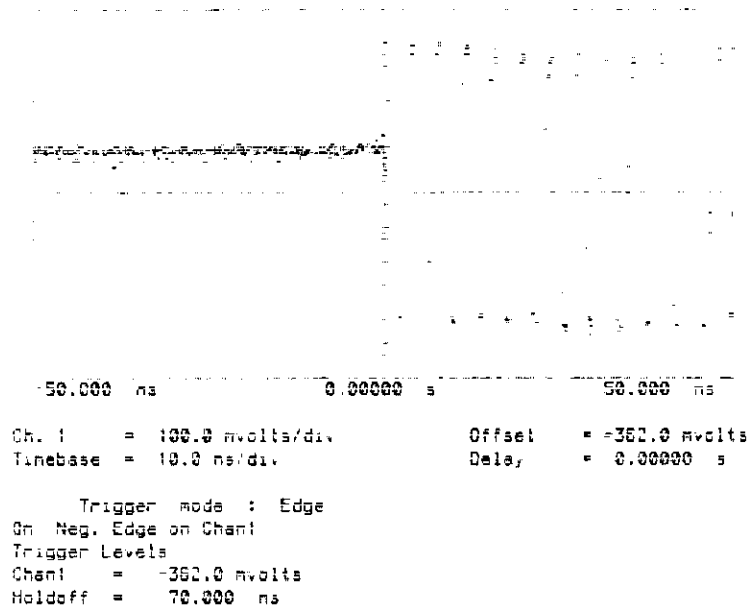 -50.000 ns 0.00000 s 50.000 ns
Ch. 1 = 100.0 mvolts/div Offset = -362.0 mvolts
Timebase = 10.0 ns/div Delay = 0.00000 s
Trigger mode : Edge
On Neg. Edge on Chan1
Trigger Levels
Chan1 = -362.0 mvolts
Holdoff = 70.000 ns